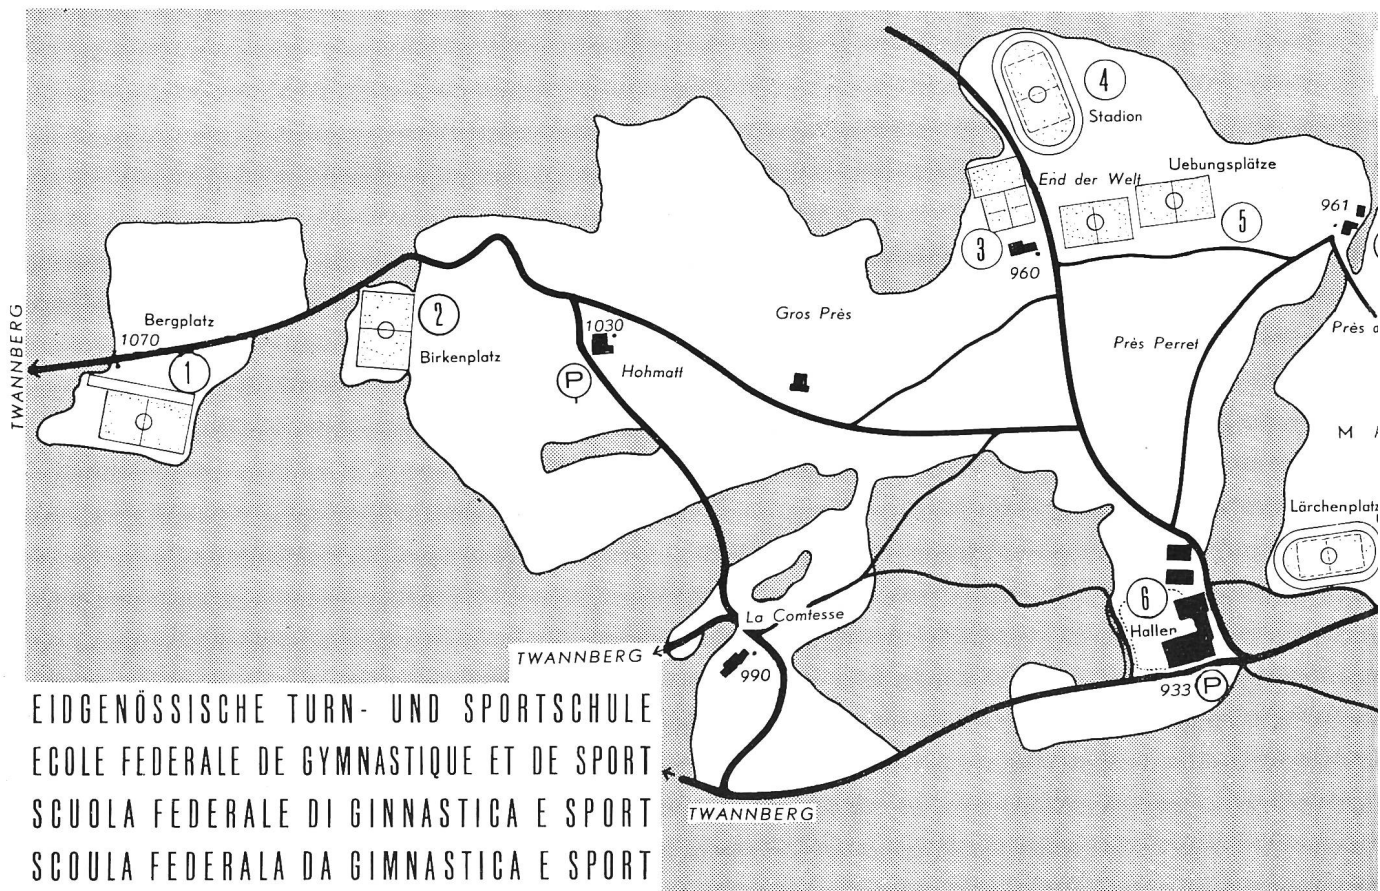 4
Stadion
Uebungsplätze
End der Welt
5
961
3
960
TWANNBERG
Bergplatz
1070
1
2
Birkenplatz
1030
Hohmatt
P
Gros Près
Près Perret
Près
M
Lärchenplatz
6
Hallen
La Comtesse
TWANNBERG
990
933
P
TWANNBERG
EIDGENÖSSISCHE TURN- UND SPORTSCHULE
ECOLE FEDERALE DE GYMNASTIQUE ET DE SPORT
SCUOLA FEDERALE DI GINNASTICA E SPORT
SCOULA FEDERALA DA GIMNASTICA E SPORT